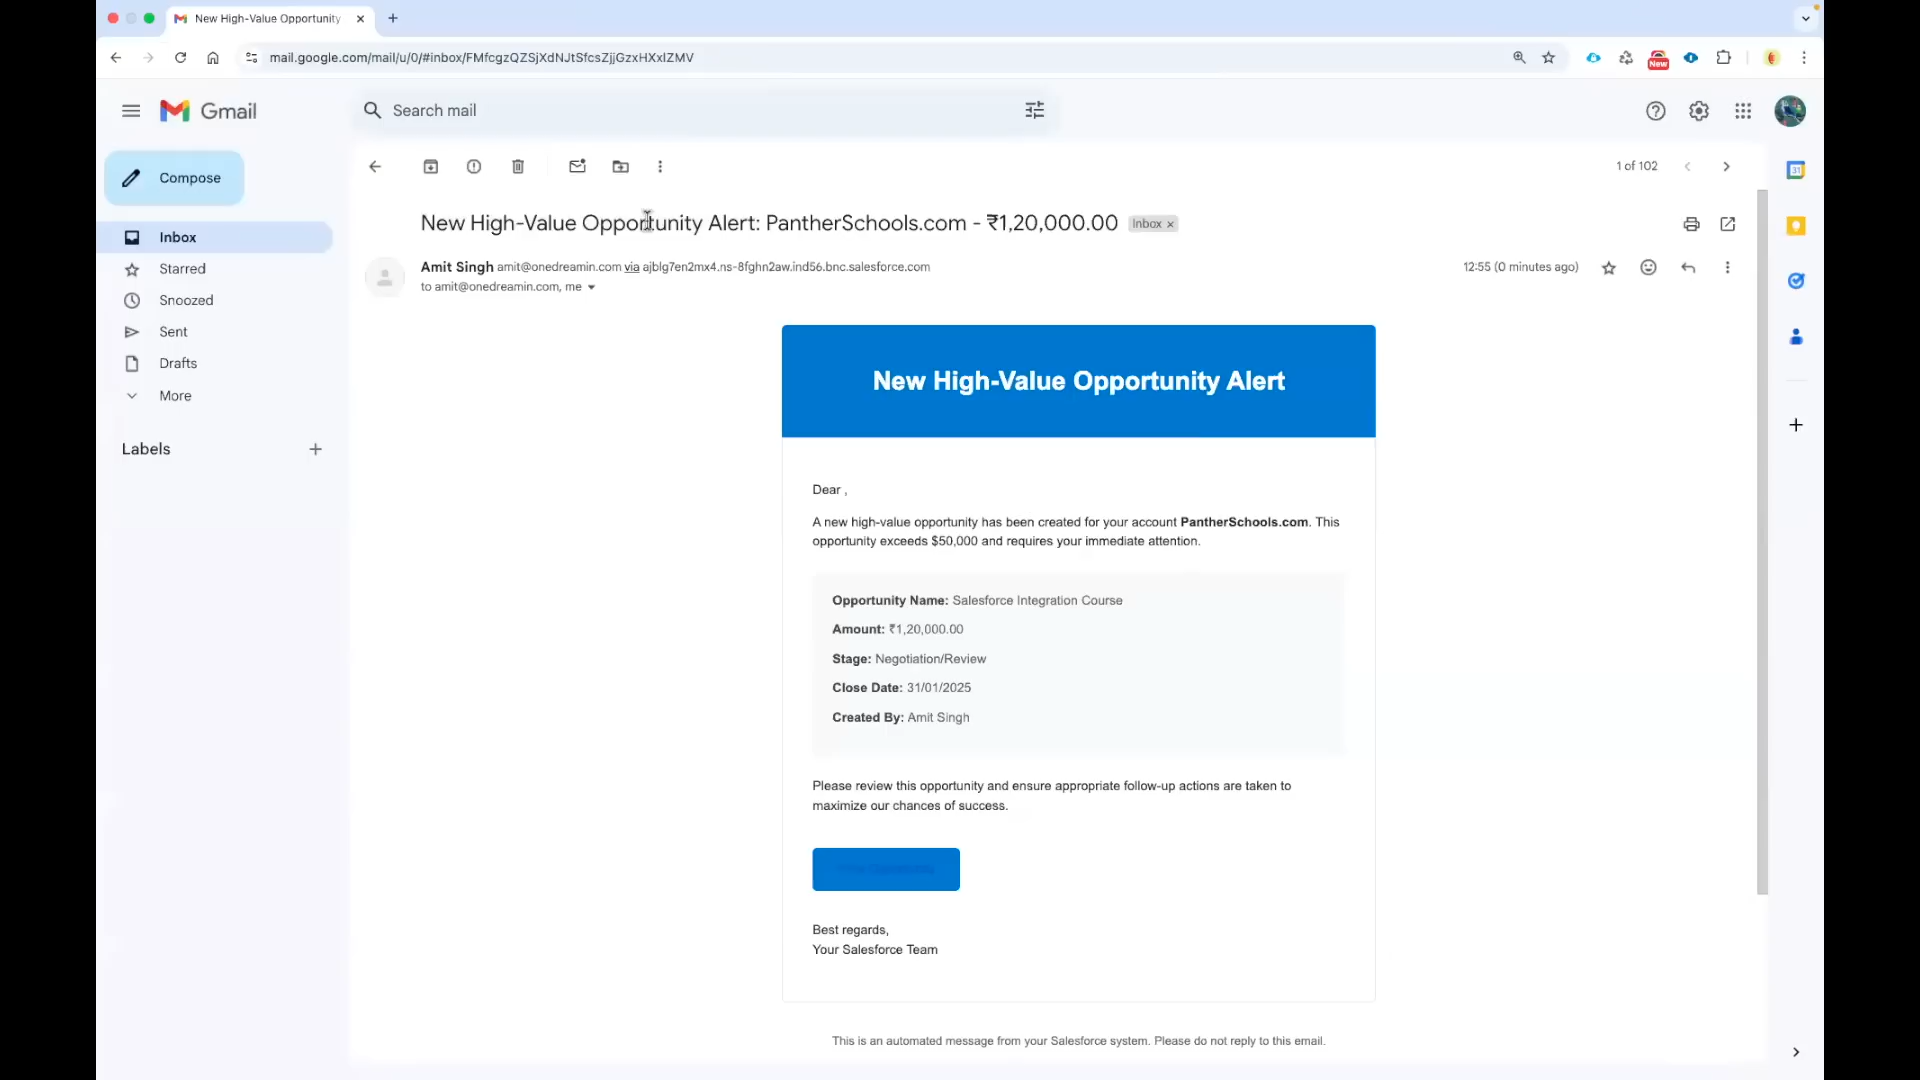 New High-Value Opportunity
mail.google.com/mail/u/0/#inbox/FMfcgzQZSjXdNJtSfcsZjjGzxHXxIZMV
New
Gmail
Search mail
Compose
1 of 102
New High-Value Opportunity Alert: PantherSchools.com - ₹1,20,000.00 Inbox ×
Inbox
Amit Singh amit@onedreamin.com via ajblg7en2mx4.ns-8fghn2aw.ind56.bnc.salesforce.com
12:55 (0 minutes ago)
Starred
to amit@onedreamin.com, me
Snoozed
Sent
Drafts
More
Labels
31
New High-Value Opportunity Alert
Dear ,
A new high-value opportunity has been created for your account PantherSchools.com. This
opportunity exceeds $50,000 and requires your immediate attention.
Opportunity Name: Salesforce Integration Course
Amount: ₹1,20,000.00
Stage: Negotiation/Review
Close Date: 31/01/2025
Created By: Amit Singh
Please review this opportunity and ensure appropriate follow-up actions are taken to
maximize our chances of success.
Best regards,
Your Salesforce Team
This is an automated message from your Salesforce system. Please do not reply to this email.